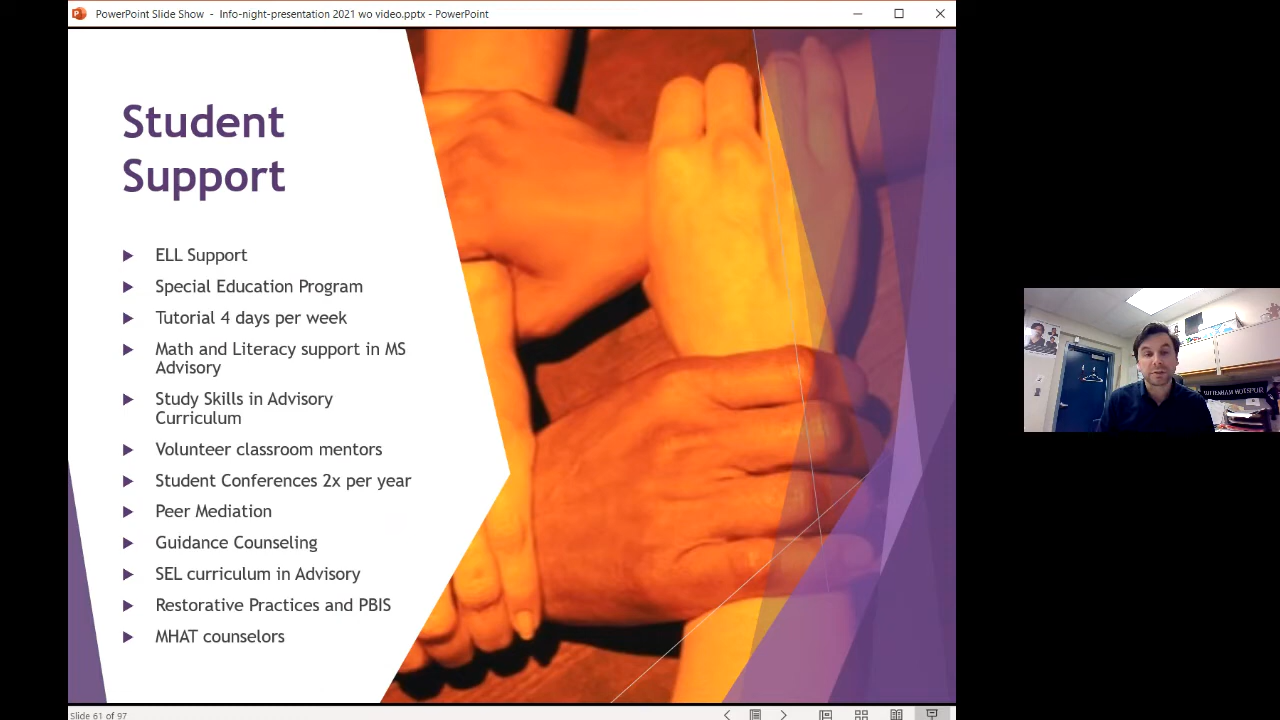 PowerPoint Slide Show - Info-night-presentation 2021 wo video.pptx - PowerPoint
Student
Support
ELL Support
Special Education Program
Tutorial 4 days per week
Math and Literacy support in MS
Advisory
Study Skills in Advisory
Curriculum
Volunteer classroom mentors
Student Conferences 2x per year
Peer Mediation
Guidance Counseling
SEL curriculum in Advisory
Restorative Practices and PBIS
MHAT counselors
HOTSPUR
Slide 61 of 97